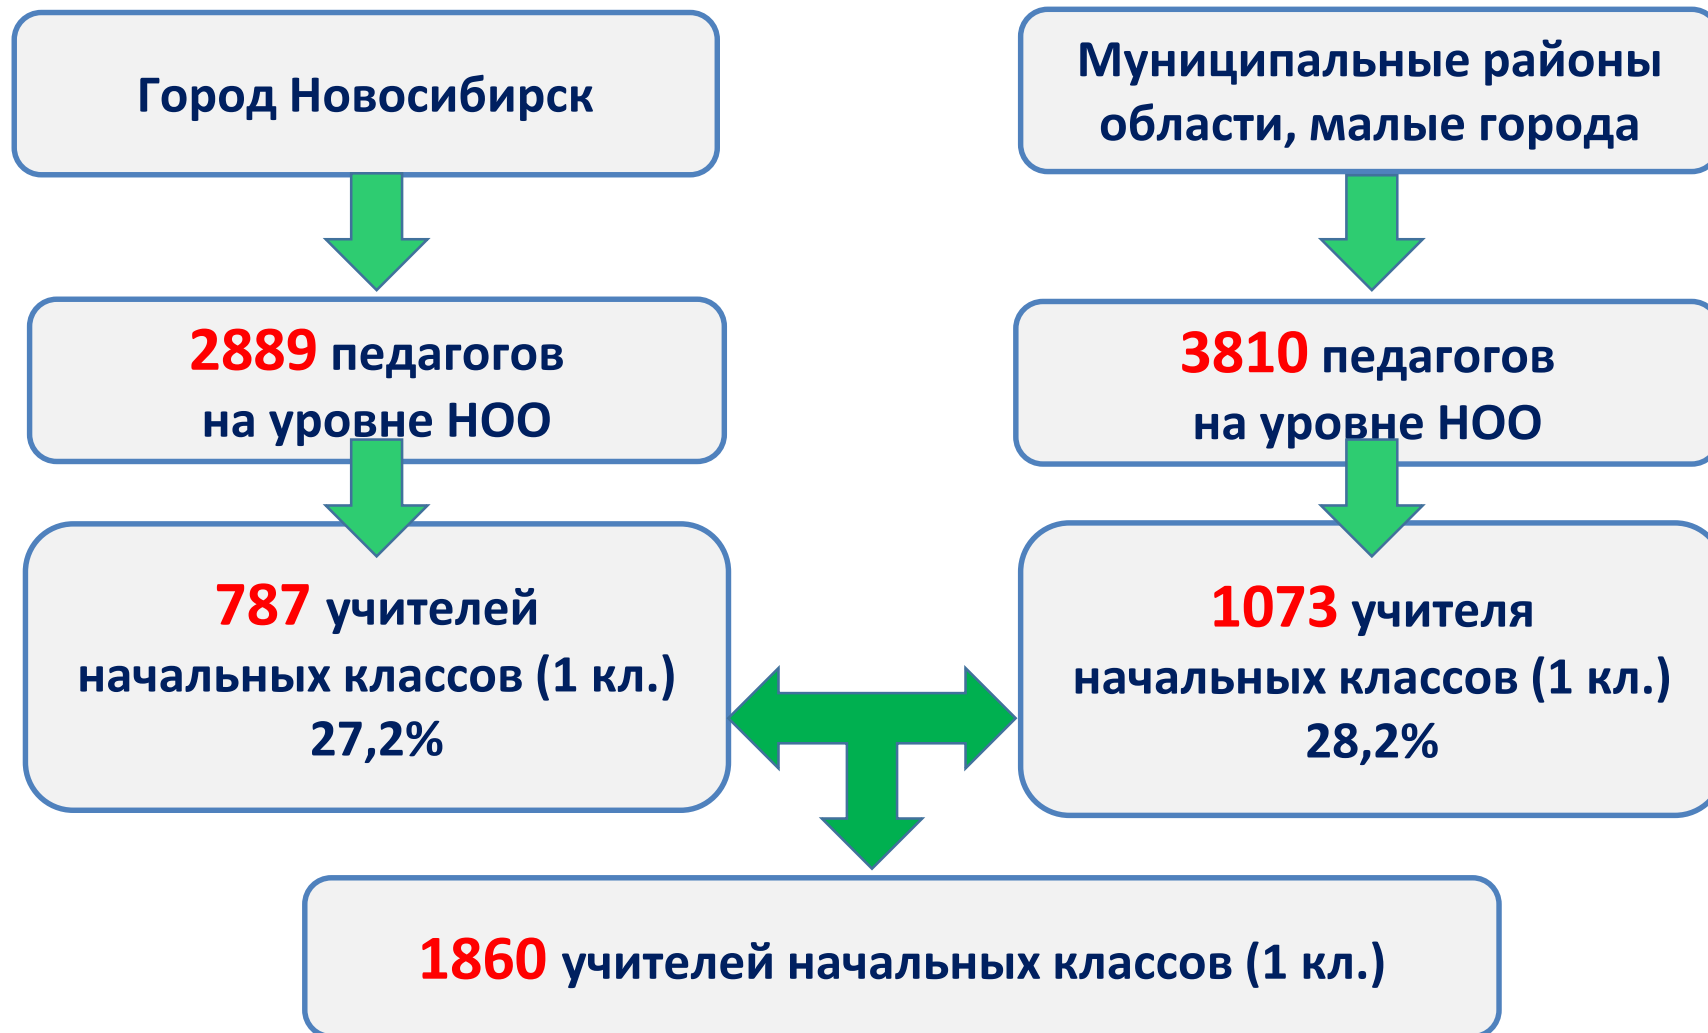 Город Новосибирск
Муниципальные районы
области, малые города
2889 педагогов
на уровне НОО
3810 педагогов
на уровне НОО
787 учителей
начальных классов (1 кл.)
27,2%
1073 учителя
начальных классов (1 кл.)
28,2%
1860 учителей начальных классов (1 кл.)